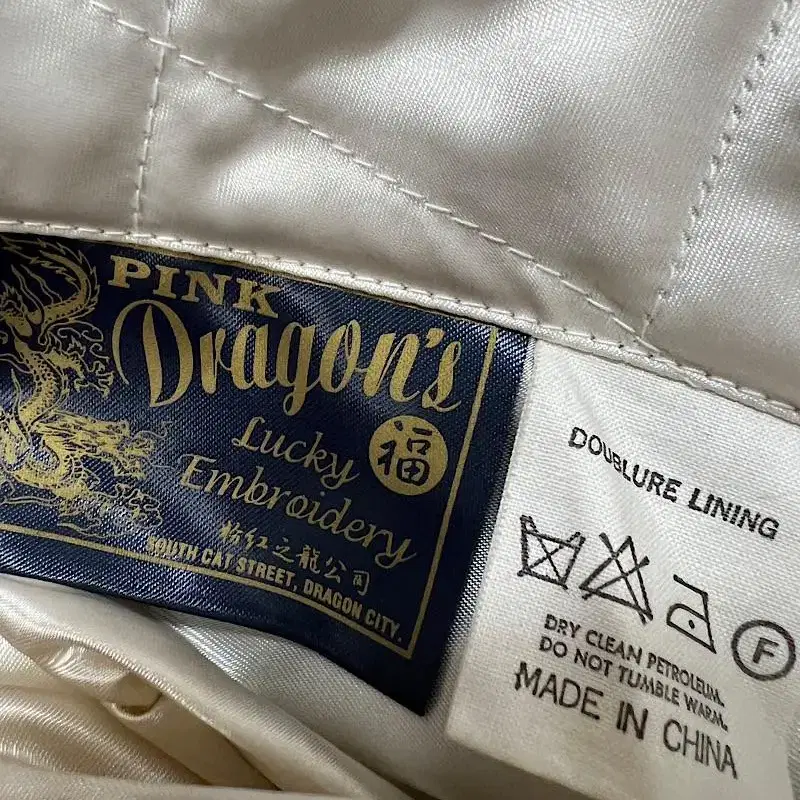 PINK
Dragon's
Lucky
福
Embroidery
粉红之龍公司
SOUTH CAT STREET, DRAGON CITY.
DOUBLURE LINING
F
DRY CLEAN PETROLEUM.
DO NOT TUMBLE WARM.
MADE IN CHINA